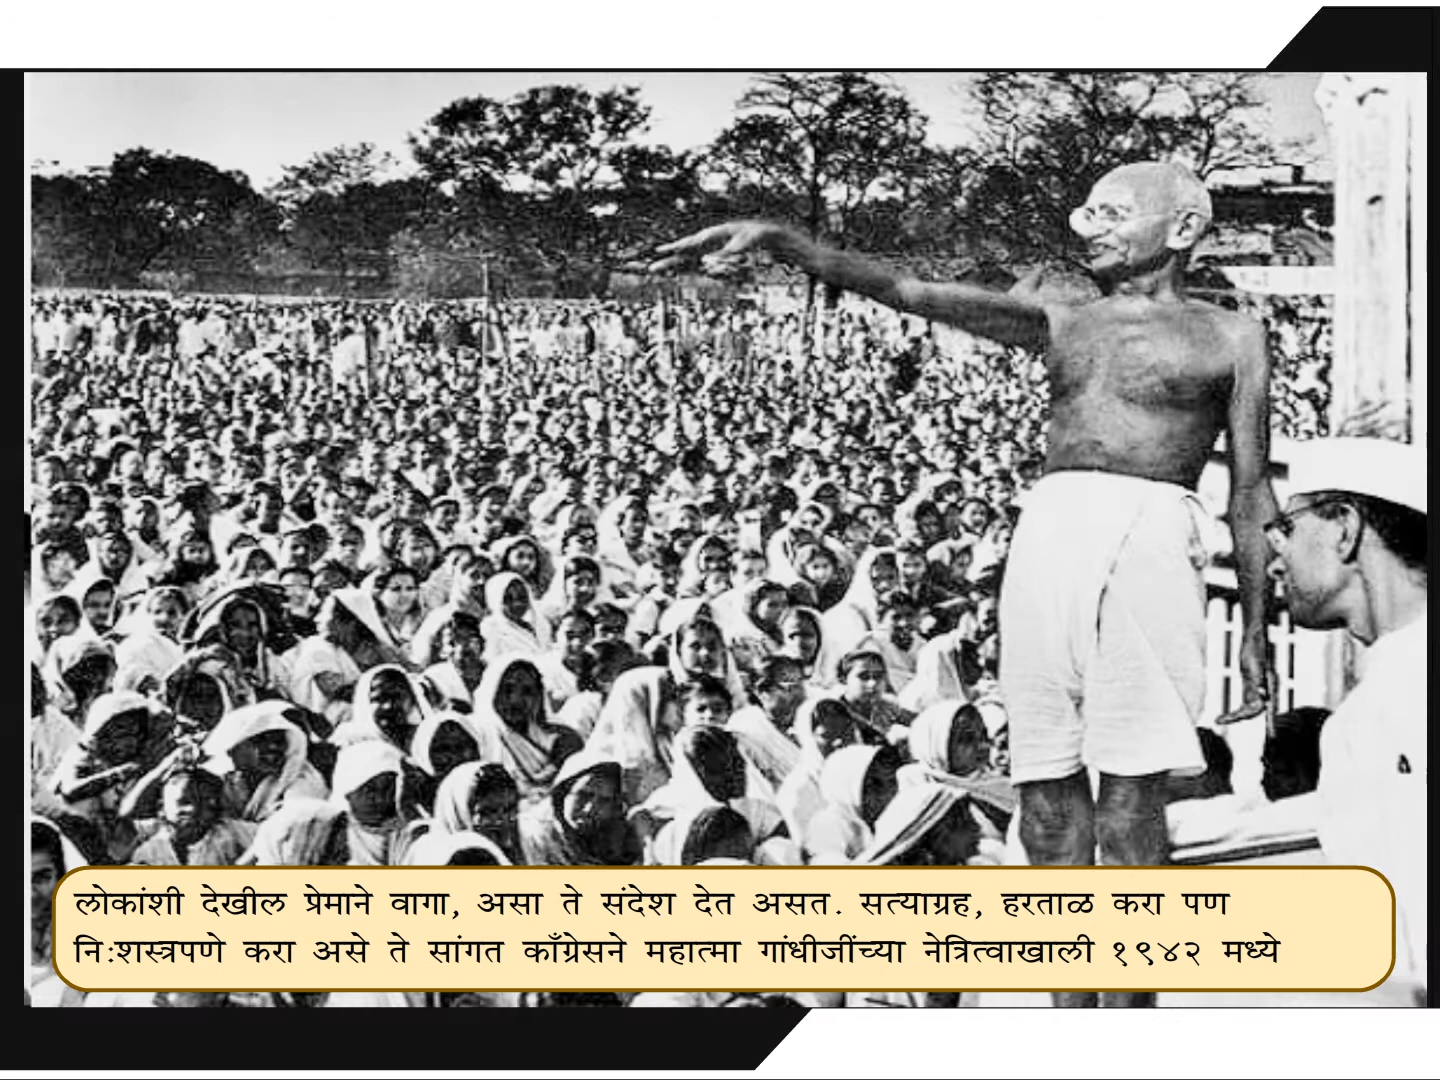 लोकांशी देखील प्रेमाने वागा, असा ते संदेश देत असत. सत्याग्रह, हरताळ करा पण
निःशस्त्रपणे करा असे ते सांगत काँग्रेसने महात्मा गांधीजींच्या नेत्रित्वाखाली १९४२ मध्ये